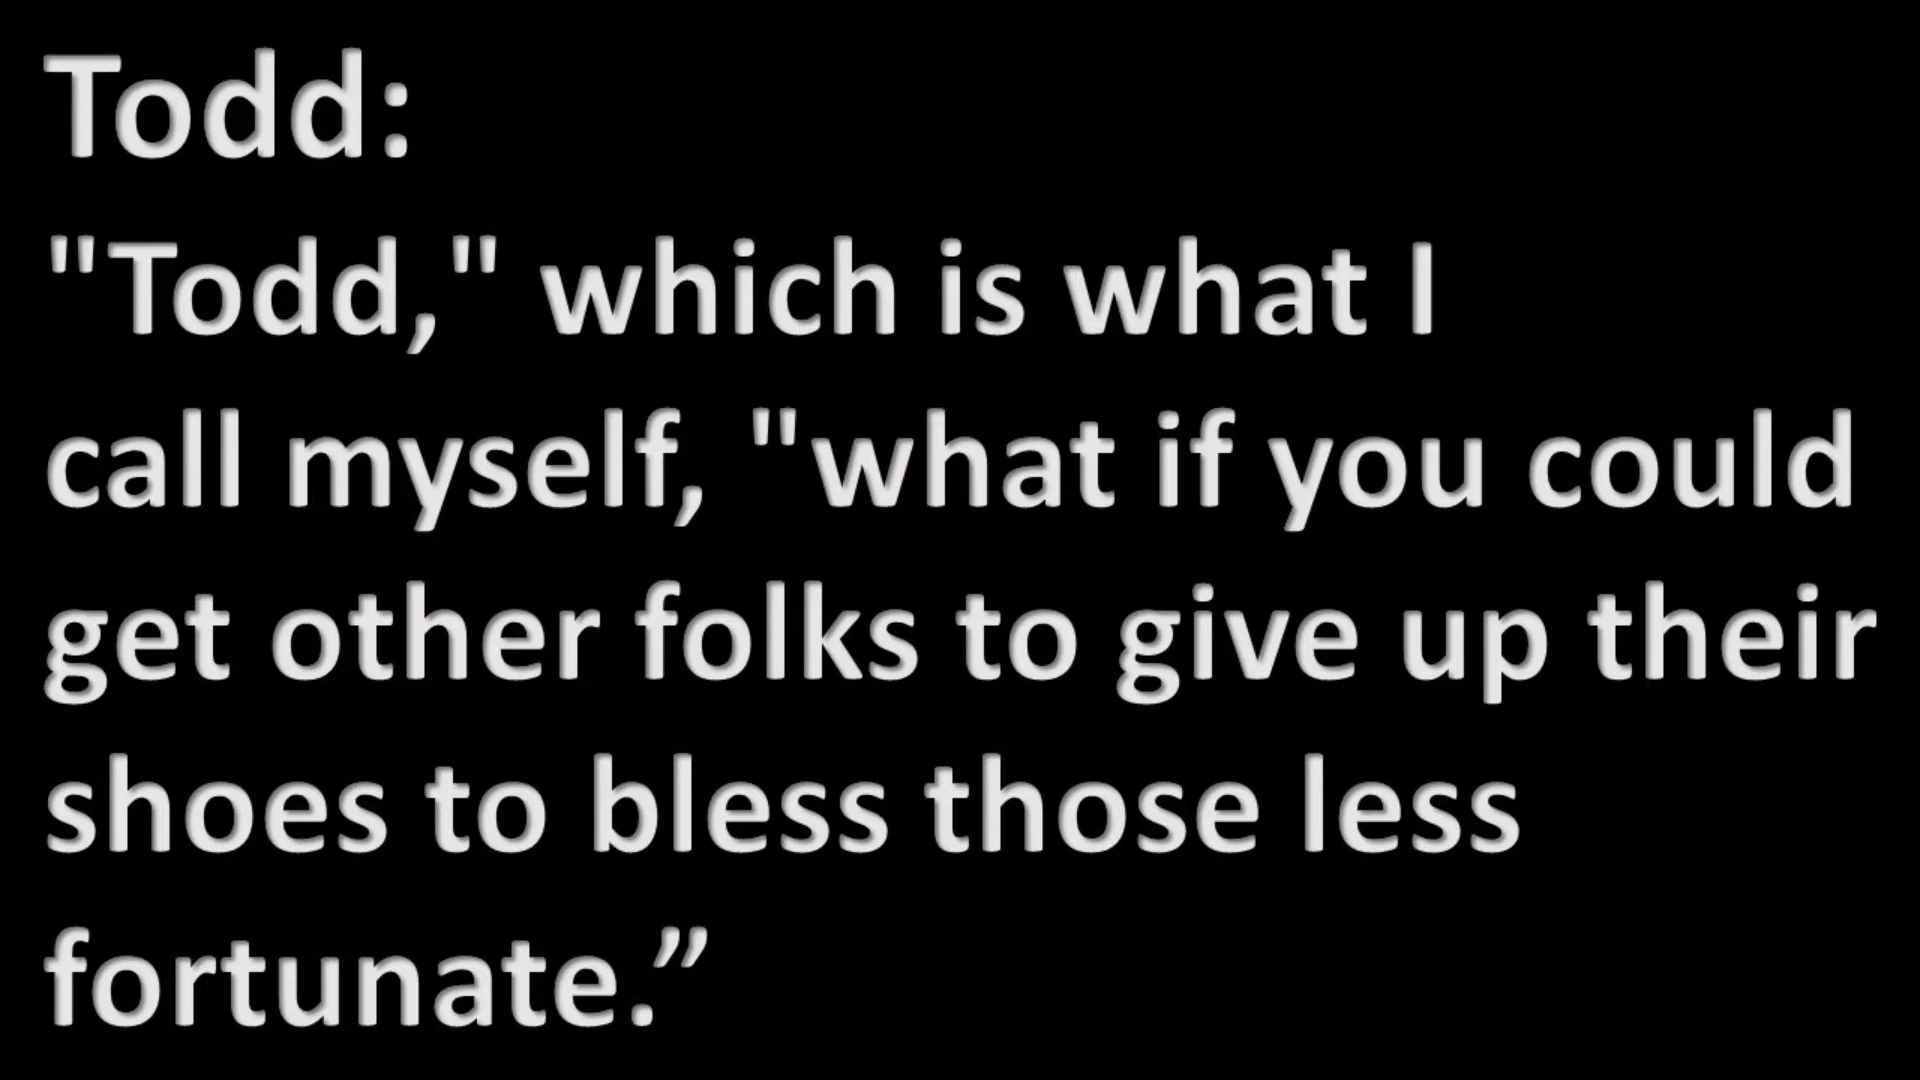 Todd:
"Todd," which is what I
call myself, "what if you could
get other folks to give up their
shoes to bless those less
fortunate.”